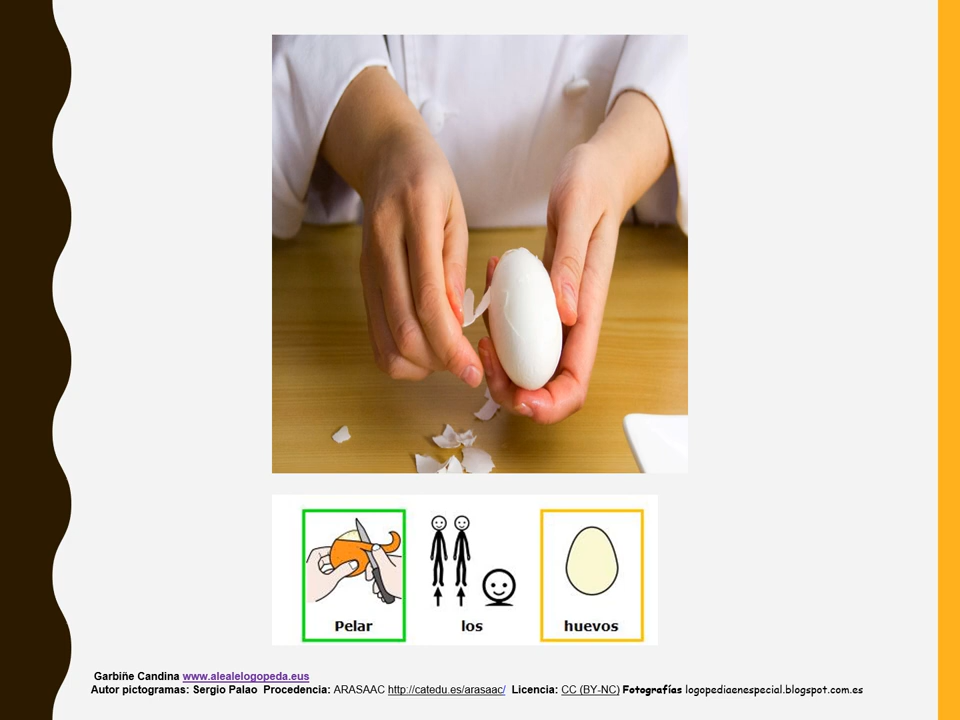 Pelar los huevos
Garbiñe Candina www.alealelogopeda.eus
Autor pictogramas: Sergio Palao Procedencia: ARASAAC http://catedu.es/arasaac/ Licencia: CC (BY-NC) Fotografías logopediaenespecial.blogspot.com.es